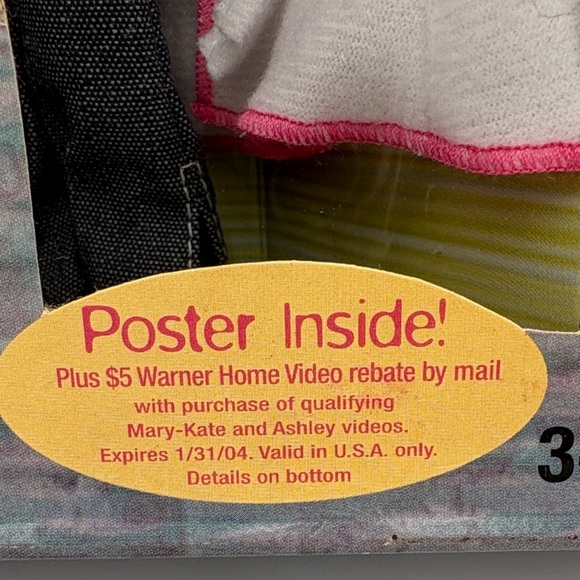 Poster Inside!
Plus $5 Warner Home Video rebate by mail
with purchase of qualifying
Mary-Kate and Ashley videos.
Expires 1/31/04. Valid in U.S.A. only.
Details on bottom
3